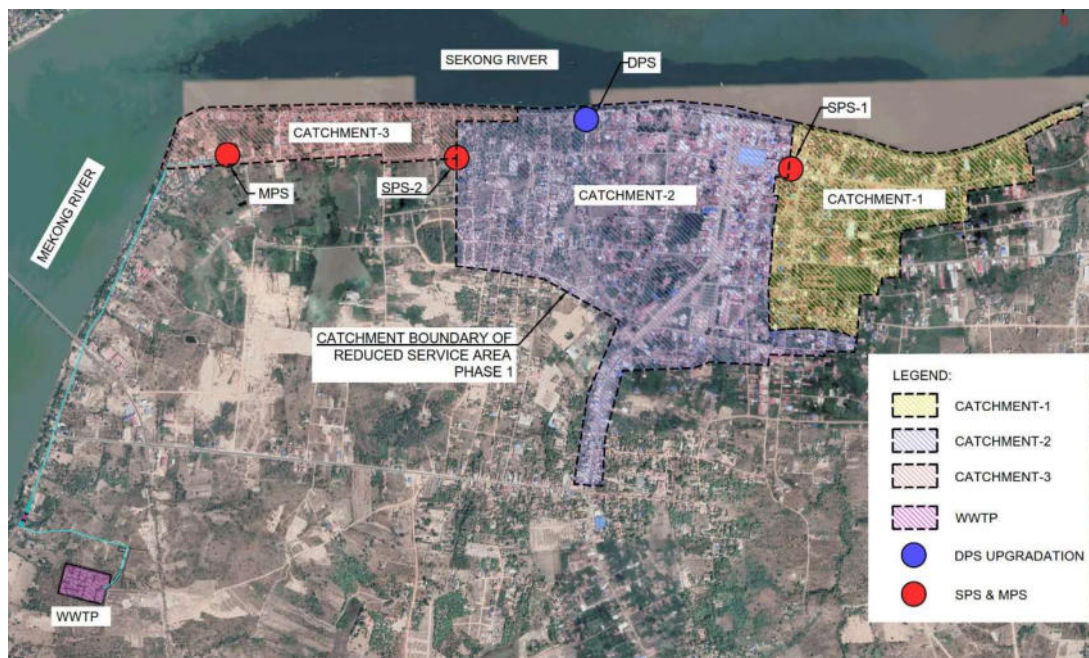 SEKONG RIVER
DPS
SPS-1
CATCHMENT-3
MEKONG RIVER
MPS
SPS-2
CATCHMENT-2
CATCHMENT-1
CATCHMENT BOUNDARY OF
REDUCED SERVICE AREA
PHASE 1
LEGEND:
CATCHMENT-1
CATCHMENT-2
CATCHMENT-3
WWTP
DPS UPGRADATION
SPS & MPS
WWTP